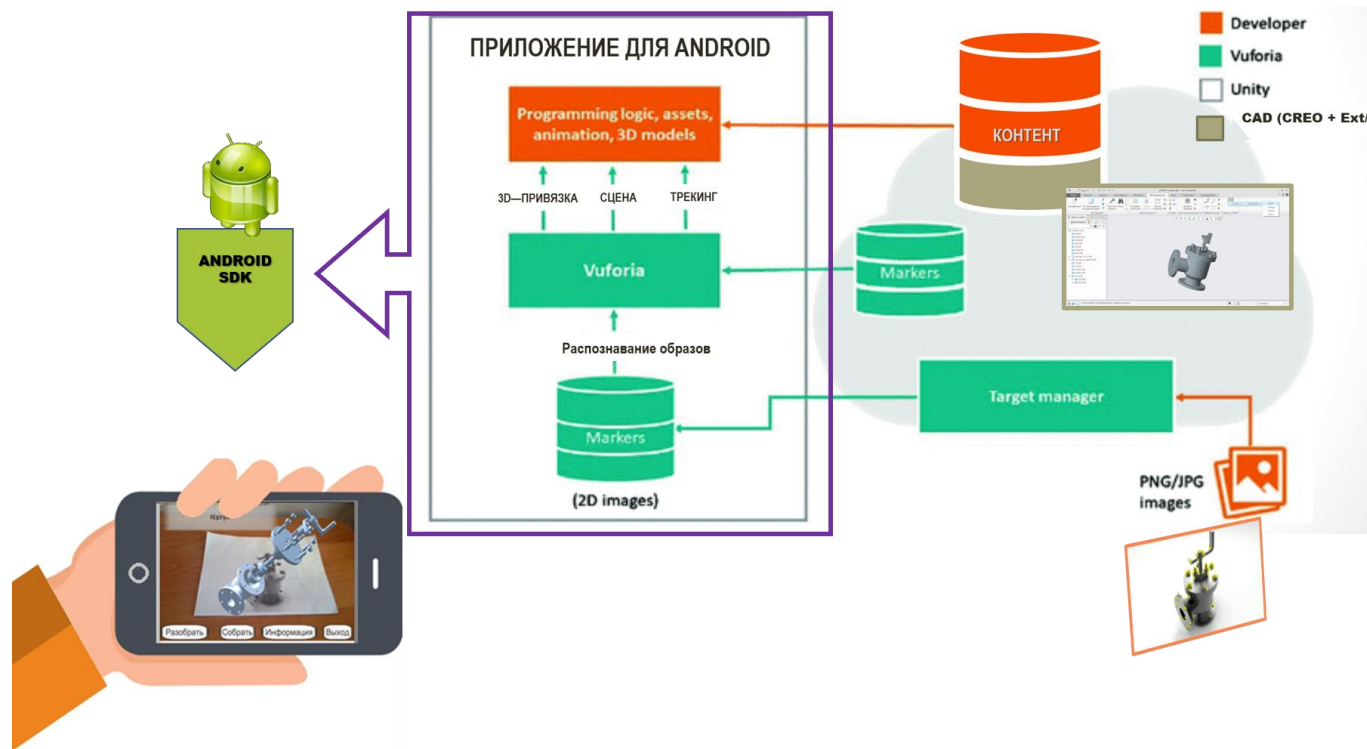 ПРИЛОЖЕНИЕ ДЛЯ ANDROID
Programming logic, assets,
animation, 3D models
3D—ПРИВЯЗКА
СЦЕНА
ТРЕКИНГ
Vuforia
Распознавание образов
Markers
(2D images)
ANDROID
SDK
КОНТЕНТ
Markers
Target manager
PNG/JPG
images
Developer
Vuforia
Unity
CAD (CREO + Ext/
Разобрать
Собрать
Информация
Выход